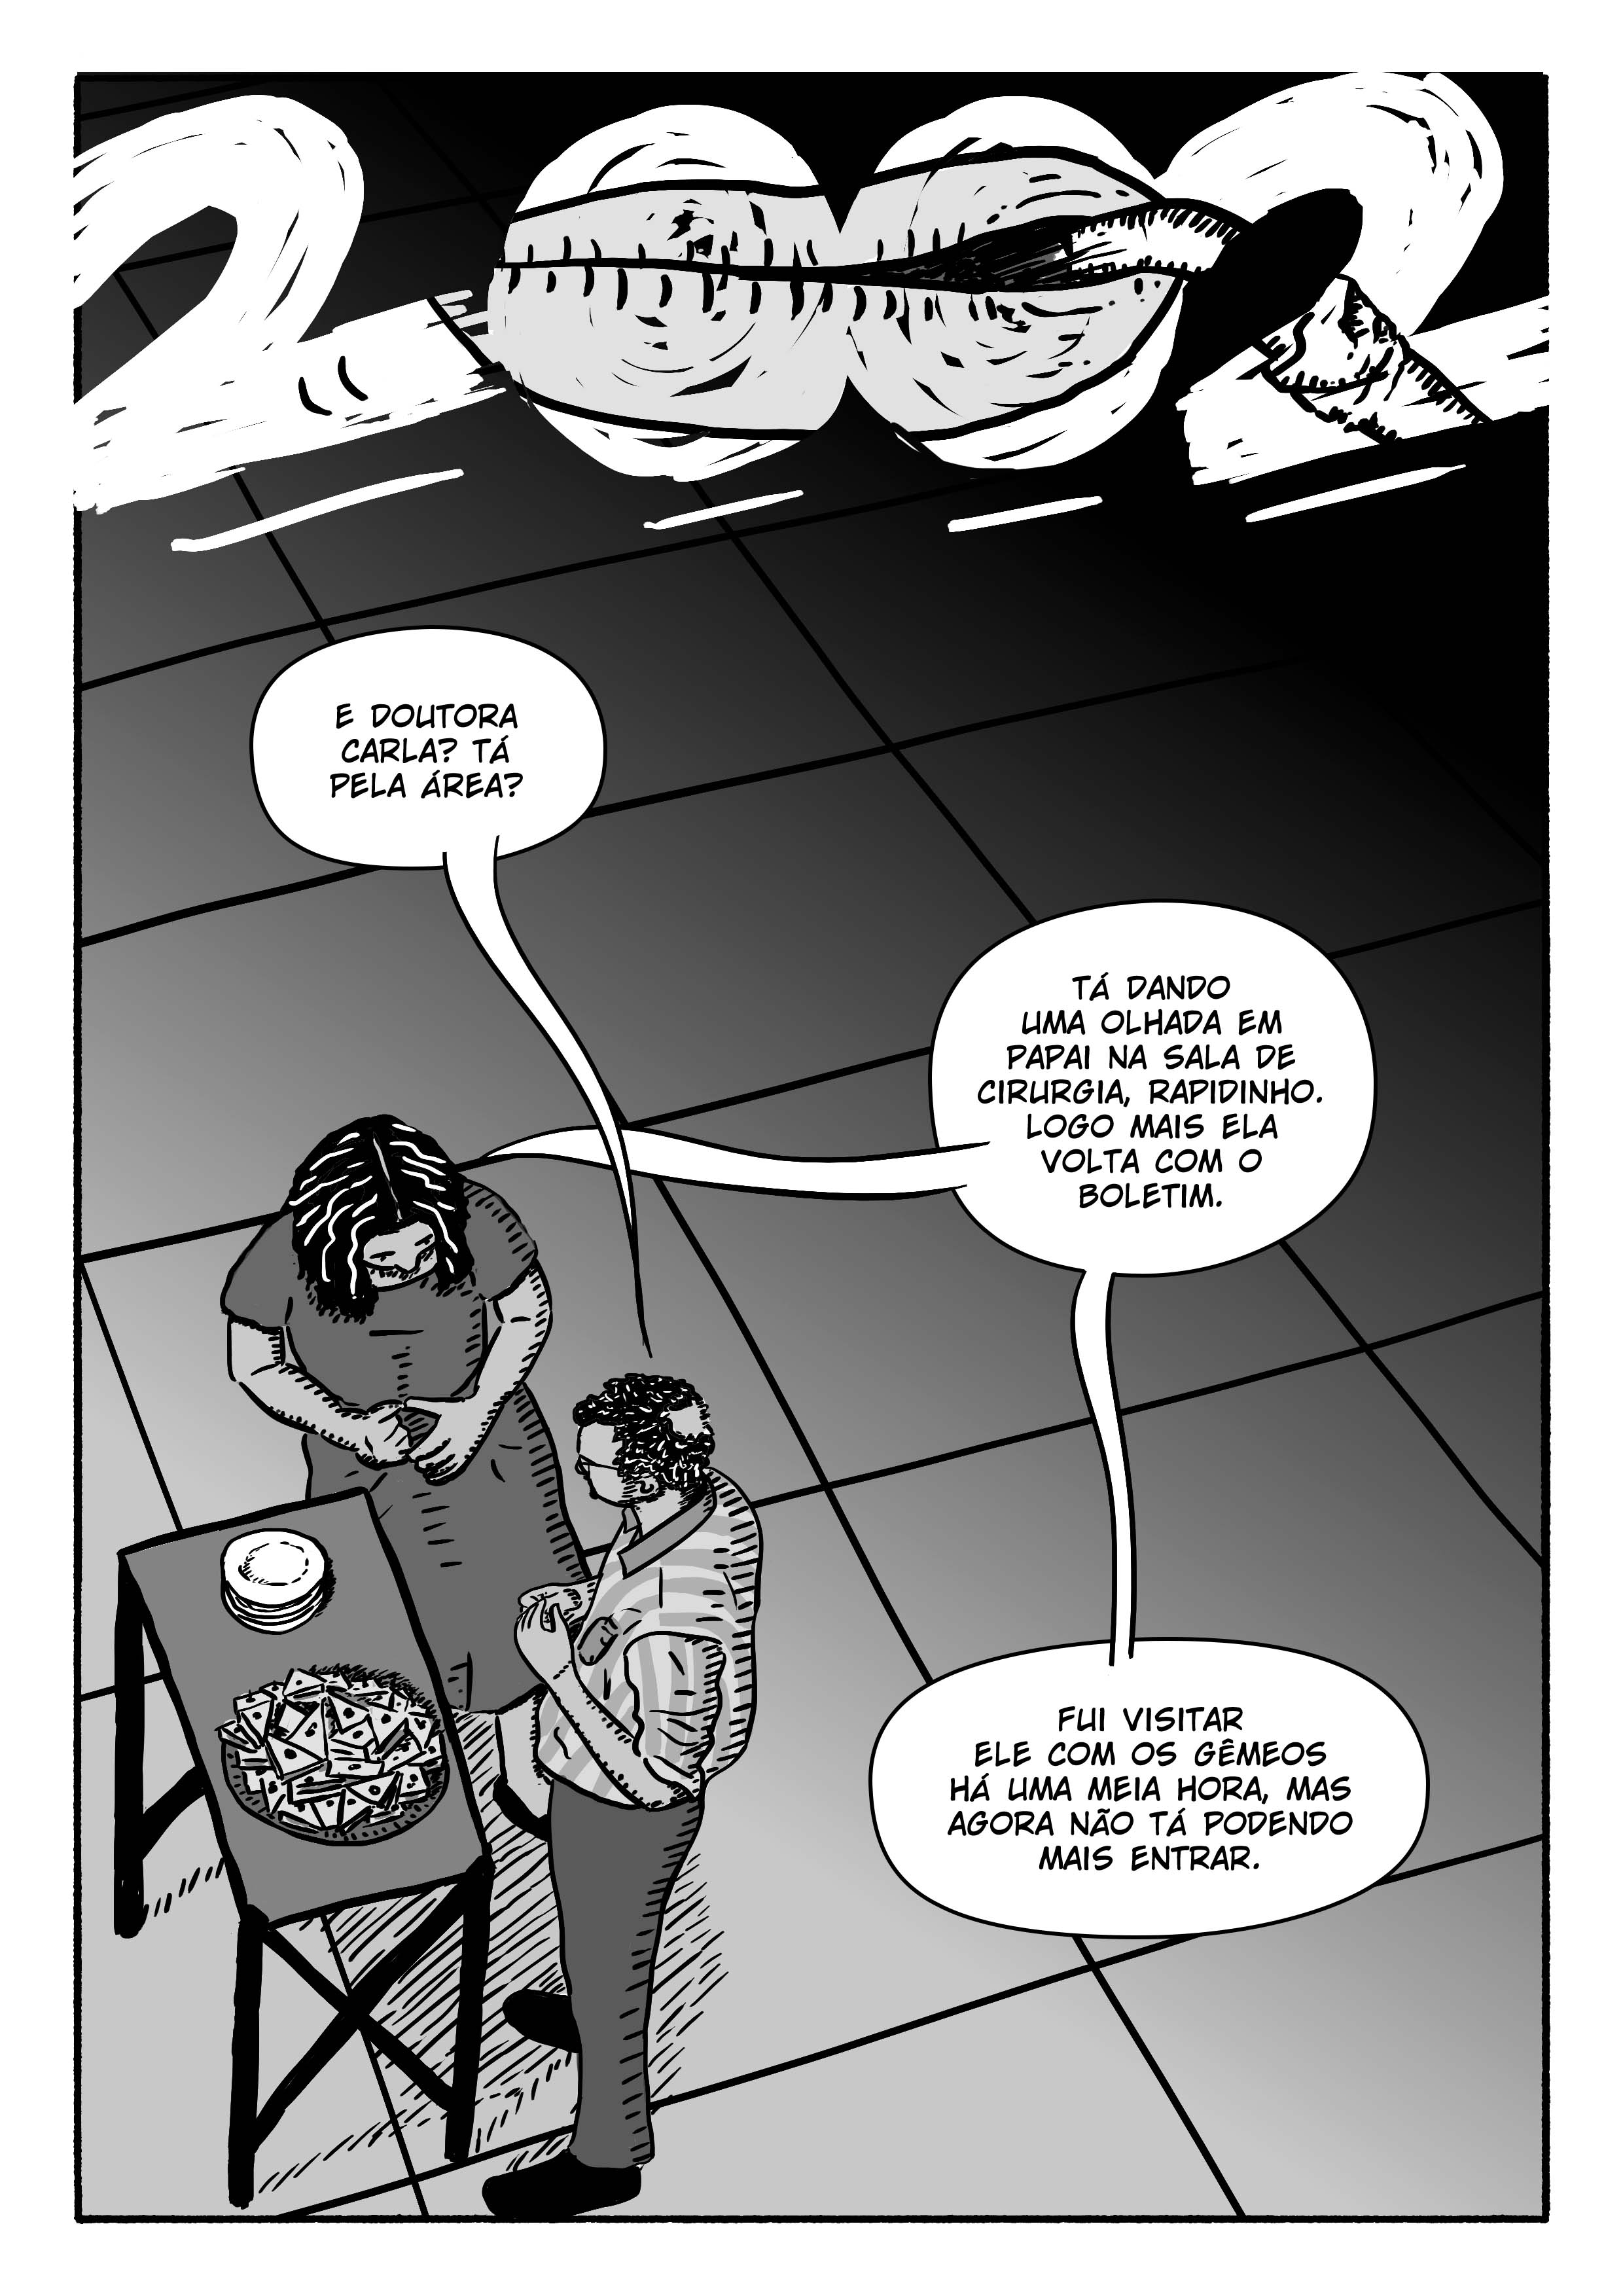 E DOUTORA
CARLA? TÁ
PELA ÁREA?
TÁ DANDO
UMA OLHADA EM
PAPAI NA SALA DE
CIRURGIA, RAPIDINHO.
LOGO MAIS ELA
VOLTA COM O
BOLETIM.
FUI VISITAR
ELE COM OS GÊMEOS
HÁ UMA MEIA HORA, MAS
AGORA NÃO TÁ PODENDO
MAIS ENTRAR.